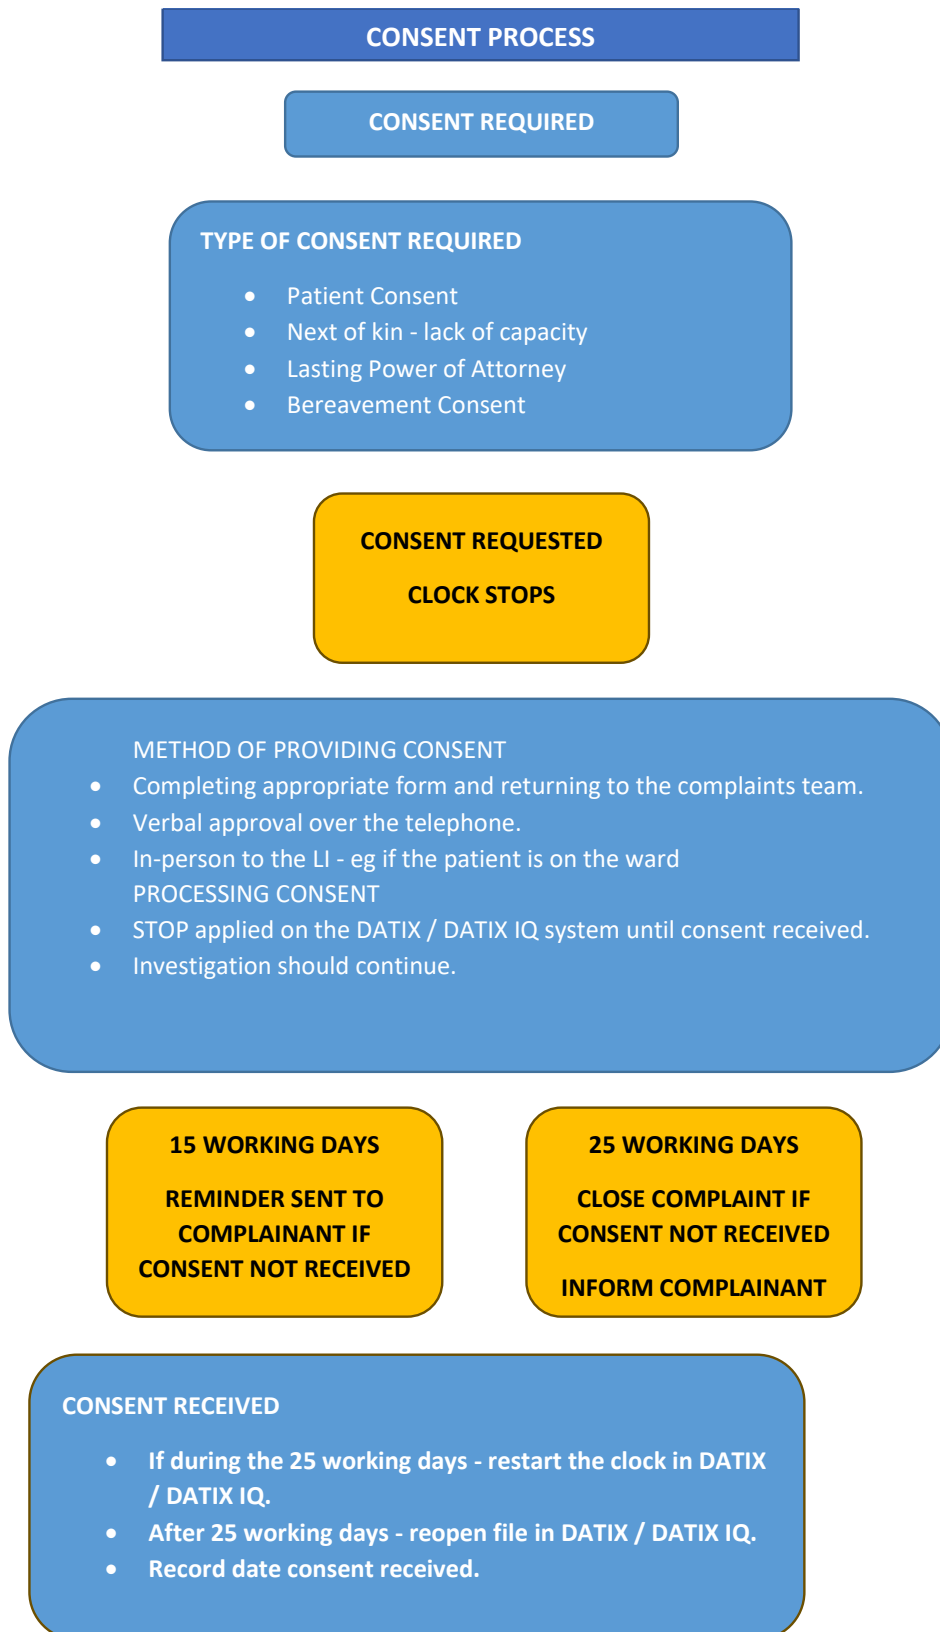 CONSENT PROCESS
CONSENT REQUIRED
TYPE OF CONSENT REQUIRED
• Patient Consent
• Next of kin - lack of capacity
• Lasting Power of Attorney
• Bereavement Consent
CONSENT REQUESTED
CLOCK STOPS
METHOD OF PROVIDING CONSENT
• Completing appropriate form and returning to the complaints team.
• Verbal approval over the telephone.
• In-person to the LI - eg if the patient is on the ward
PROCESSING CONSENT
• STOP applied on the DATIX / DATIX IQ system until consent received.
• Investigation should continue.
15 WORKING DAYS
REMINDER SENT TO
COMPLAINANT IF
CONSENT NOT RECEIVED
25 WORKING DAYS
CLOSE COMPLAINT IF
CONSENT NOT RECEIVED
INFORM COMPLAINANT
CONSENT RECEIVED
• If during the 25 working days - restart the clock in DATIX
/ DATIX IQ.
• After 25 working days - reopen file in DATIX / DATIX IQ.
• Record date consent received.